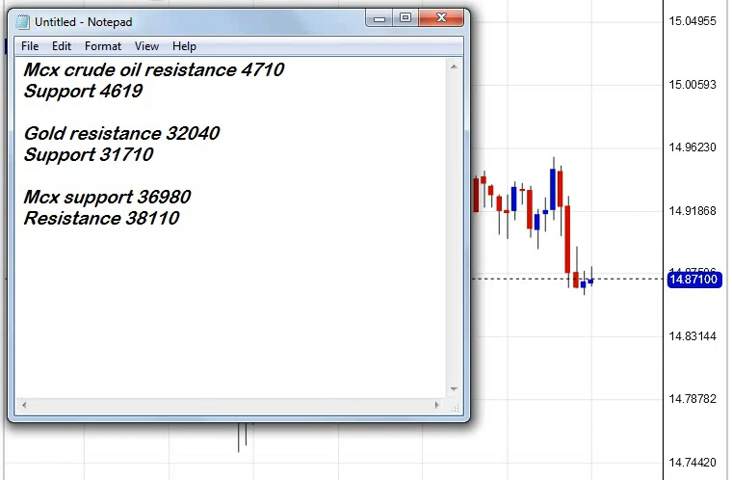 Untitled - Notepad
File Edit Format View Help
Mcx crude oil resistance 4710
Support 4619
Gold resistance 32040
Support 31710
Mcx support 36980
Resistance 38110
15.04955
15.00593
14.96230
14.91868
14.87100
14.83144
14.78782
14.74420